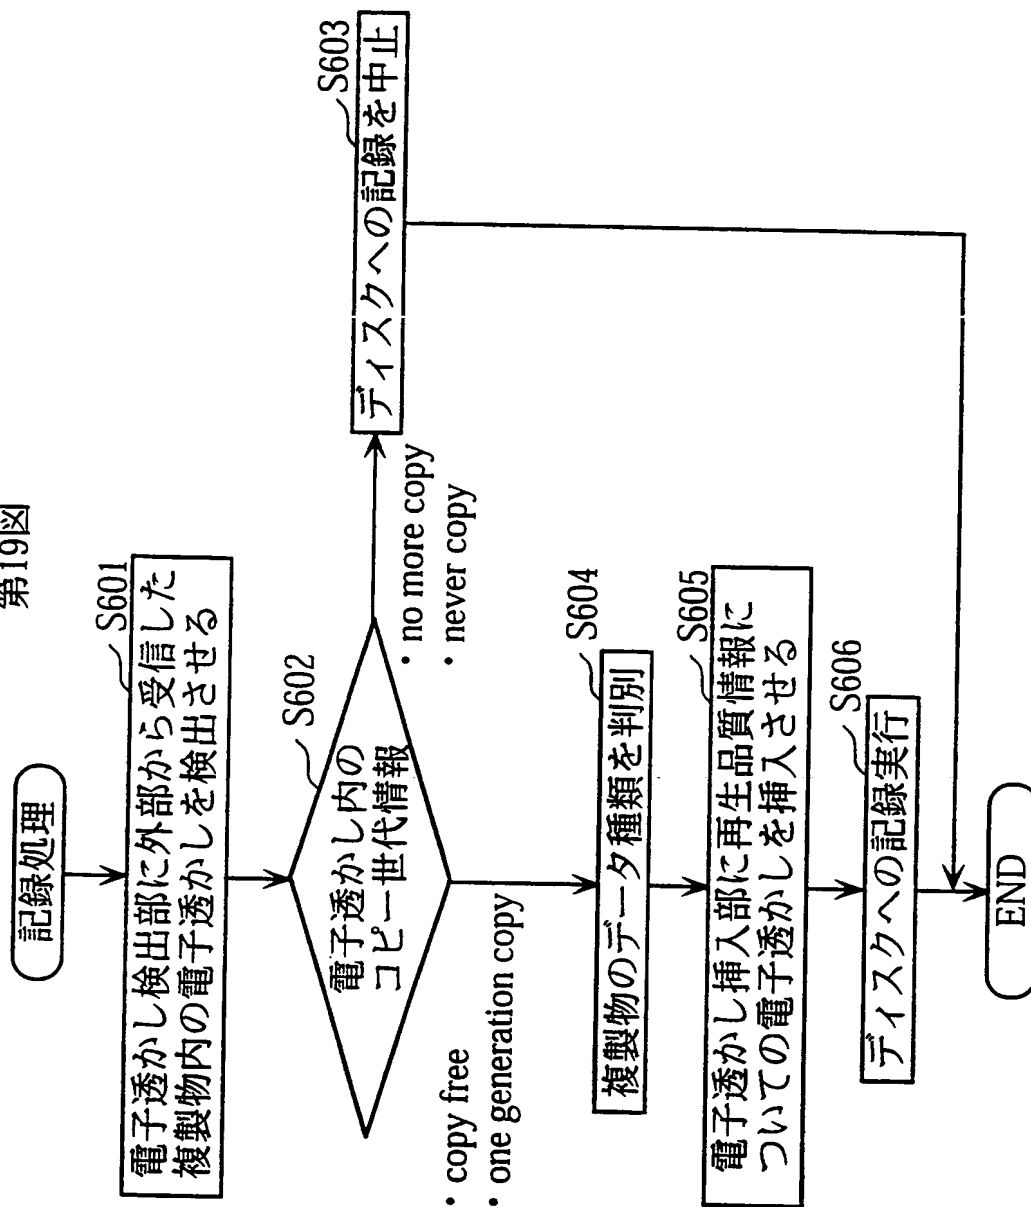 第19図
記録処理
S601
電子透かし検出部に外部から受信した
複製物内の電子透かしを検出させる
S602
電子透かし内の
コピー世代情報
・no more copy
・never copy
S603
ディスクへの記録を中止
・copy free
・one generation copy
S604
複製物のデータ種類を判別
S605
電子透かし挿入部に再生品質情報に
ついての電子透かしを挿入させる
S606
ディスクへの記録実行
END